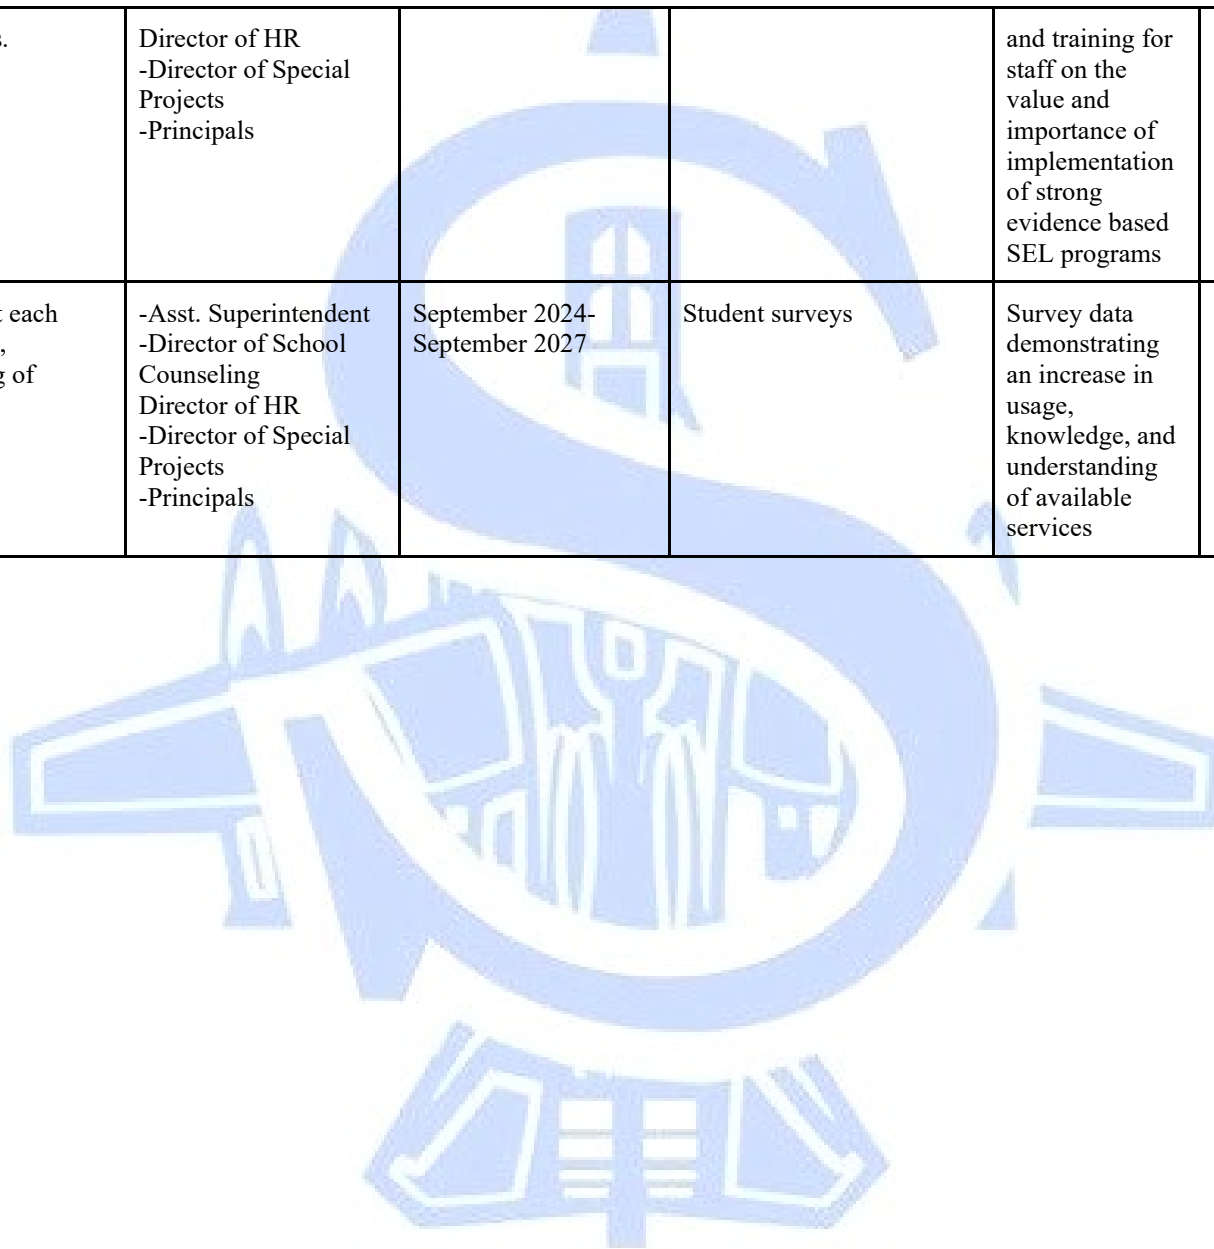 s.
Director of HR
-Director of Special
Projects
-Principals
and training for
staff on the
value and
importance of
implementation
of strong
evidence based
SEL programs
each
,
of
-Asst. Superintendent
-Director of School
Counseling
Director of HR
-Director of Special
Projects
-Principals
September 2024-
September 2027
Student surveys
Survey data
demonstrating
an increase in
usage,
knowledge, and
understanding
of available
services